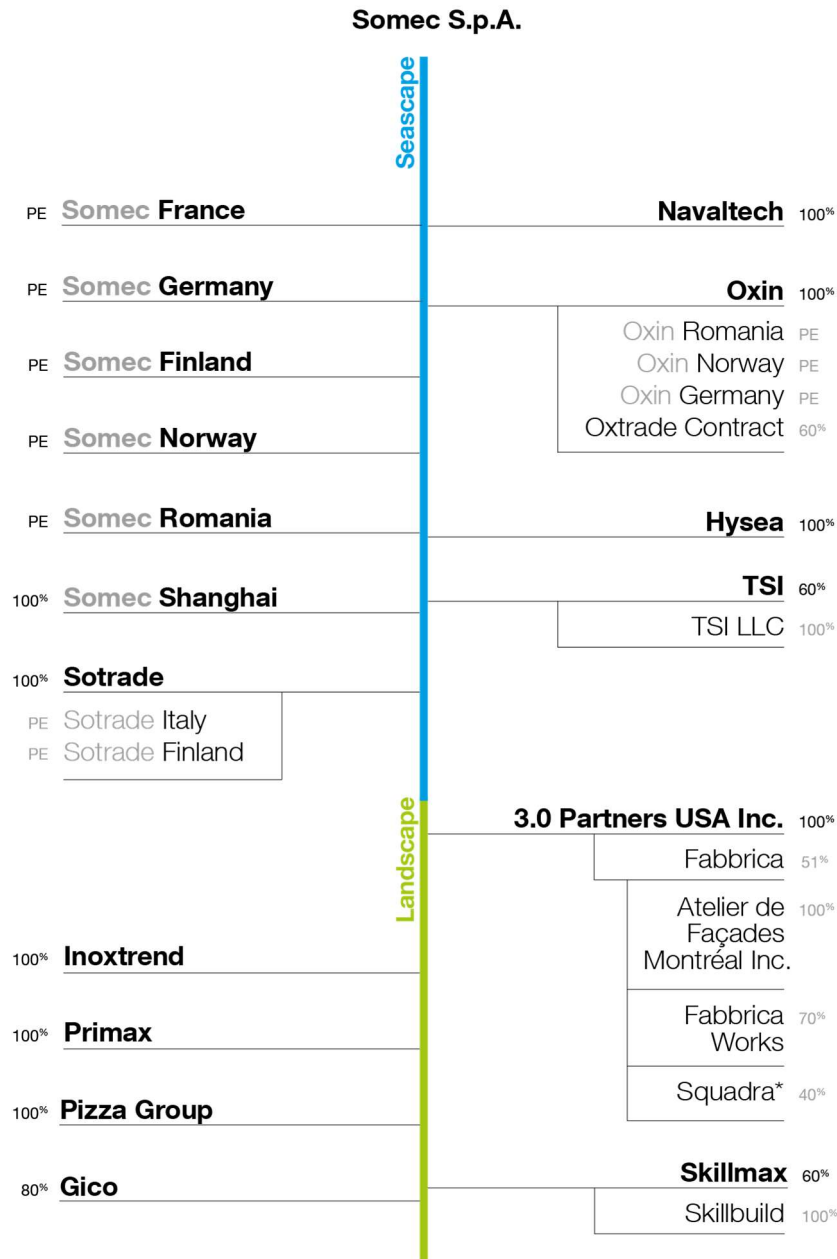 Somec S.p.A.
Seascape
PE Somec France
PE Somec Germany
PE Somec Finland
PE Somec Norway
PE Somec Romania
100% Somec Shanghai
100% Sotrade
PE Sotrade Italy
PE Sotrade Finland
Navaltech 100%
Oxin 100%
Oxin Romania PE
Oxin Norway PE
Oxin Germany PE
Oxtrade Contract 60%
Hysea 100%
TSI 60%
TSI LLC 100%
Landscape
100% Inoxtrend
100% Primax
100% Pizza Group
80% Gico
3.0 Partners USA Inc. 100%
Fabbrica 51%
Atelier de 100%
Façades
Montréal Inc.
Fabbrica 70%
Works
Squadra* 40%
Skillmax 60%
Skillbuild 100%